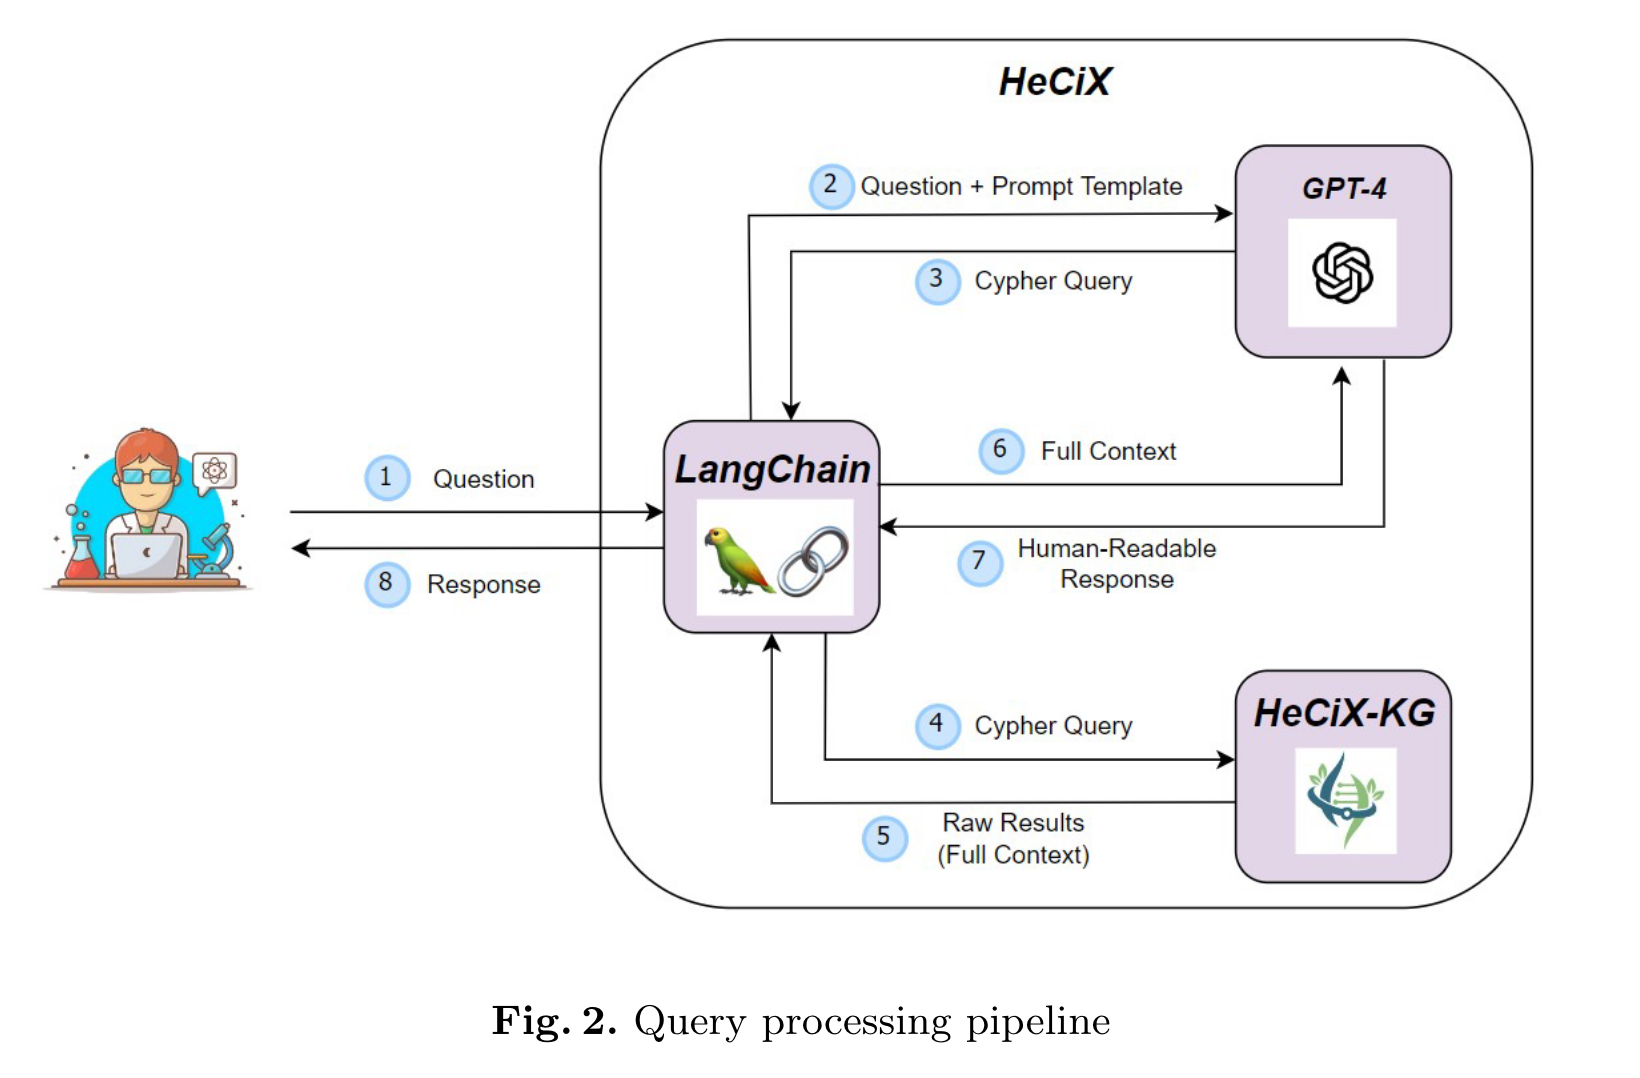 HeCiX
2 Question + Prompt Template
GPT-4
3 Cypher Query
1 Question
LangChain
6 Full Context
8 Response
7 Human-Readable
Response
4 Cypher Query
HeCiX-KG
5 Raw Results
(Full Context)
Fig. 2. Query processing pipeline